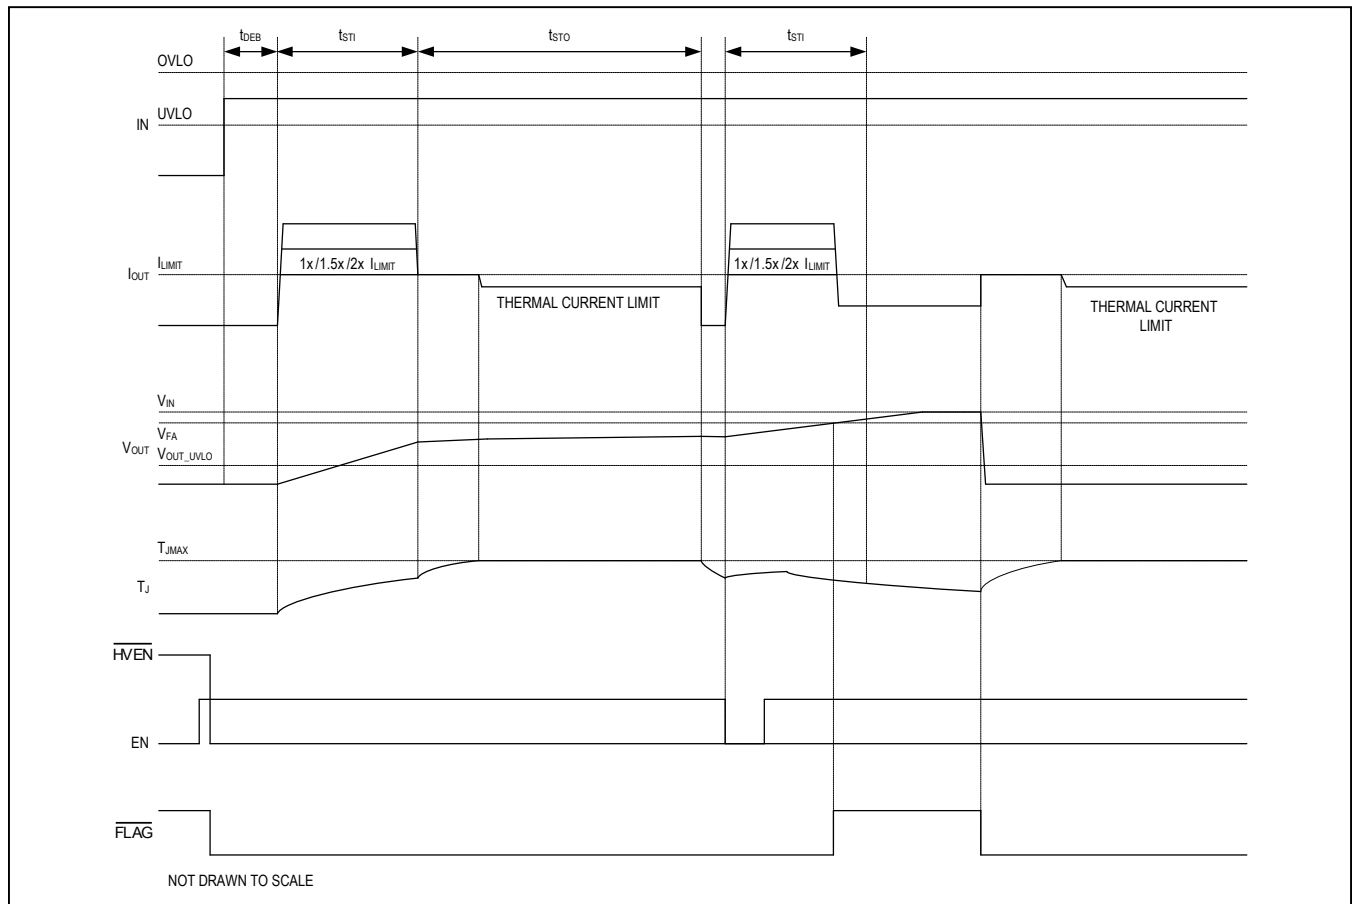 tDEB
tSTI
tSTO
tSTI
OVLO
UVLO
IN
ILIMIT
IOUT
1x/1.5x/2x ILIMIT
1x/1.5x/2x ILIMIT
THERMAL CURRENT LIMIT
THERMAL CURRENT
LIMIT
VIN
VFA
VOUT
VOUT_UVLO
TJMAX
TJ
HVEN
EN
FLAG
NOT DRAWN TO SCALE